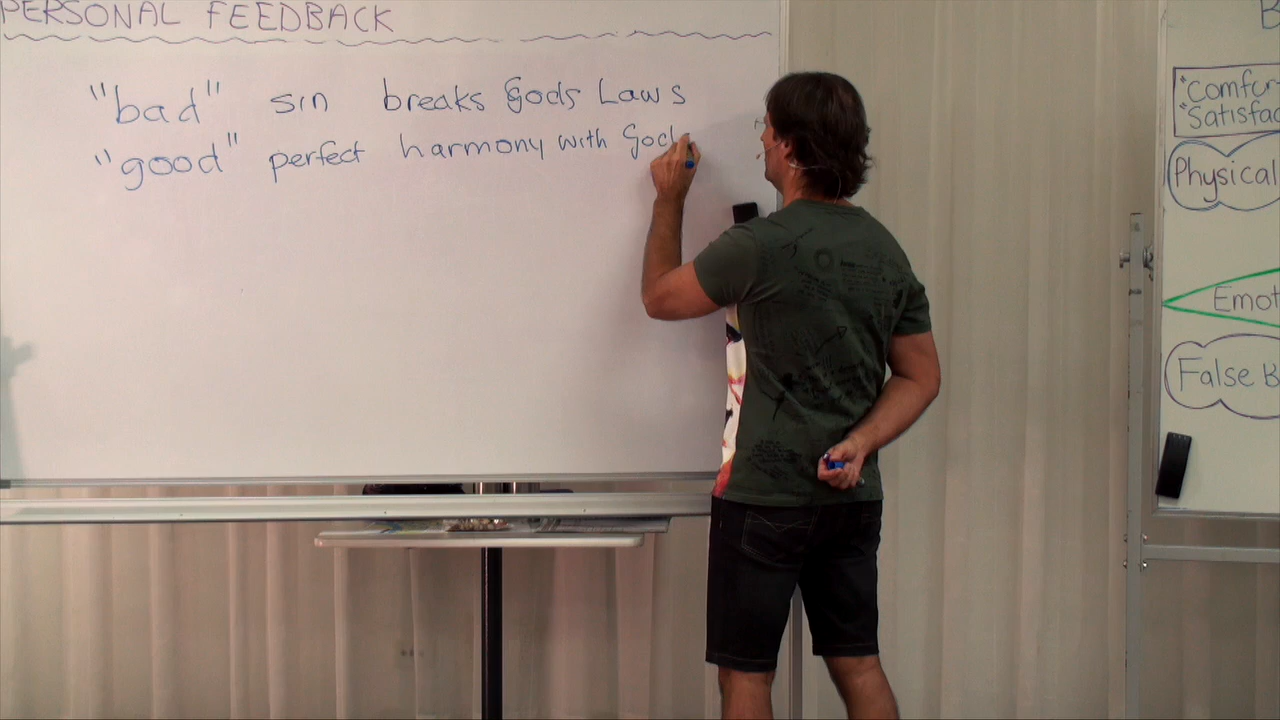 PERSONAL FEEDBACK
"bad" sin breaks Gods Laws
"good" perfect harmony with God
"Comfor
"Satisfac
Physical
Emot
False B